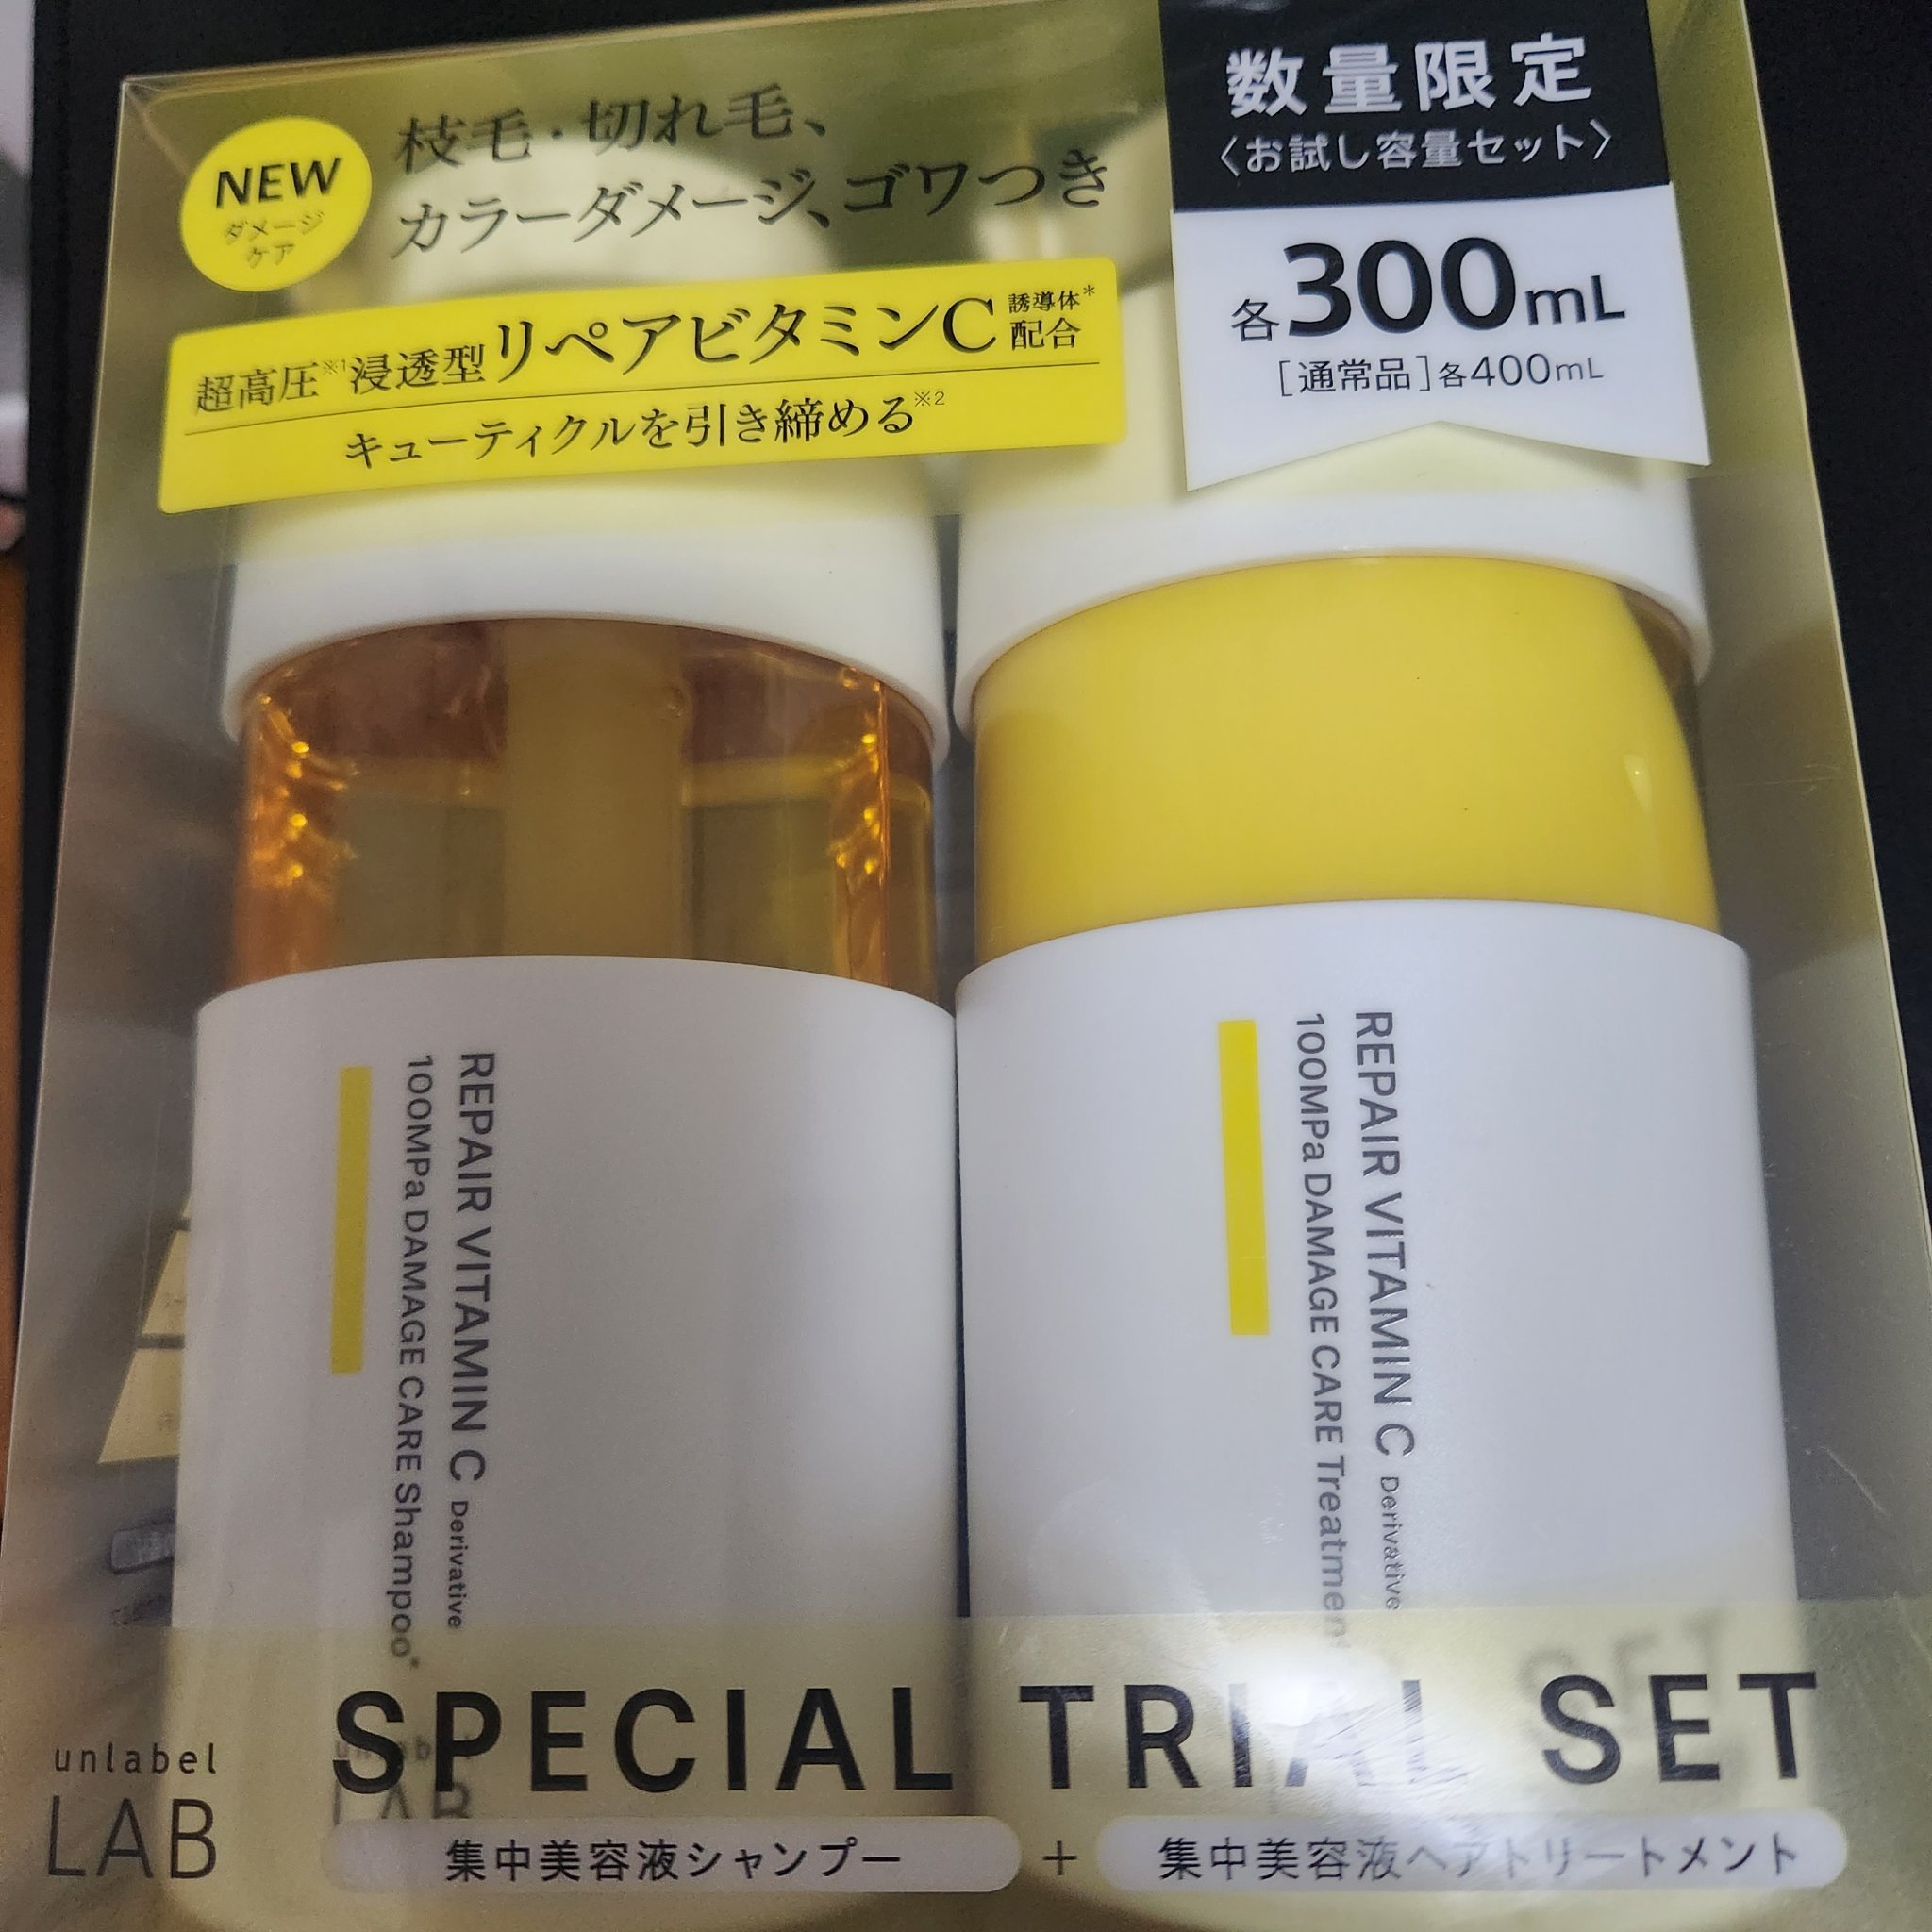 数量限定
〈お試し容量セット〉
各300mL
[通常品]各400mL
NEW
ダメージ
ケア
枝毛・切れ毛、
カラーダメージ、ゴワつき
超高圧※1浸透型リペアビタミンC誘導体*配合
キューティクルを引き締める※2
REPAIR VITAMIN C Derivative
100MPa DAMAGE CARE Shampoo*
REPAIR VITAMIN C Derivative
100MPa DAMAGE CARE Treatment
SPECIAL TRIAL SET
unlabel
LAB
集中美容液シャンプー + 集中美容液ヘアトリートメント